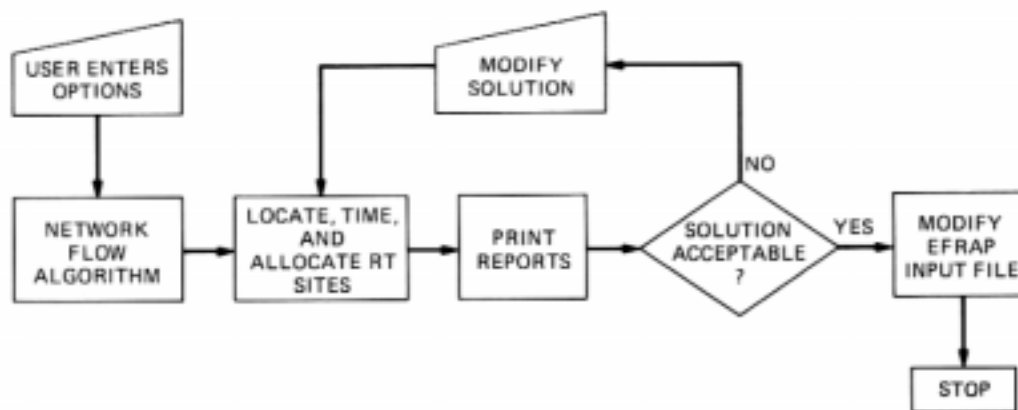 USER ENTERS
OPTIONS
MODIFY
SOLUTION
NO
NETWORK
FLOW
ALGORITHM
LOCATE, TIME,
AND
ALLOCATE RT
SITES
PRINT
REPORTS
SOLUTION
ACCEPTABLE
?
YES
MODIFY
EFRAP
INPUT FILE
STOP